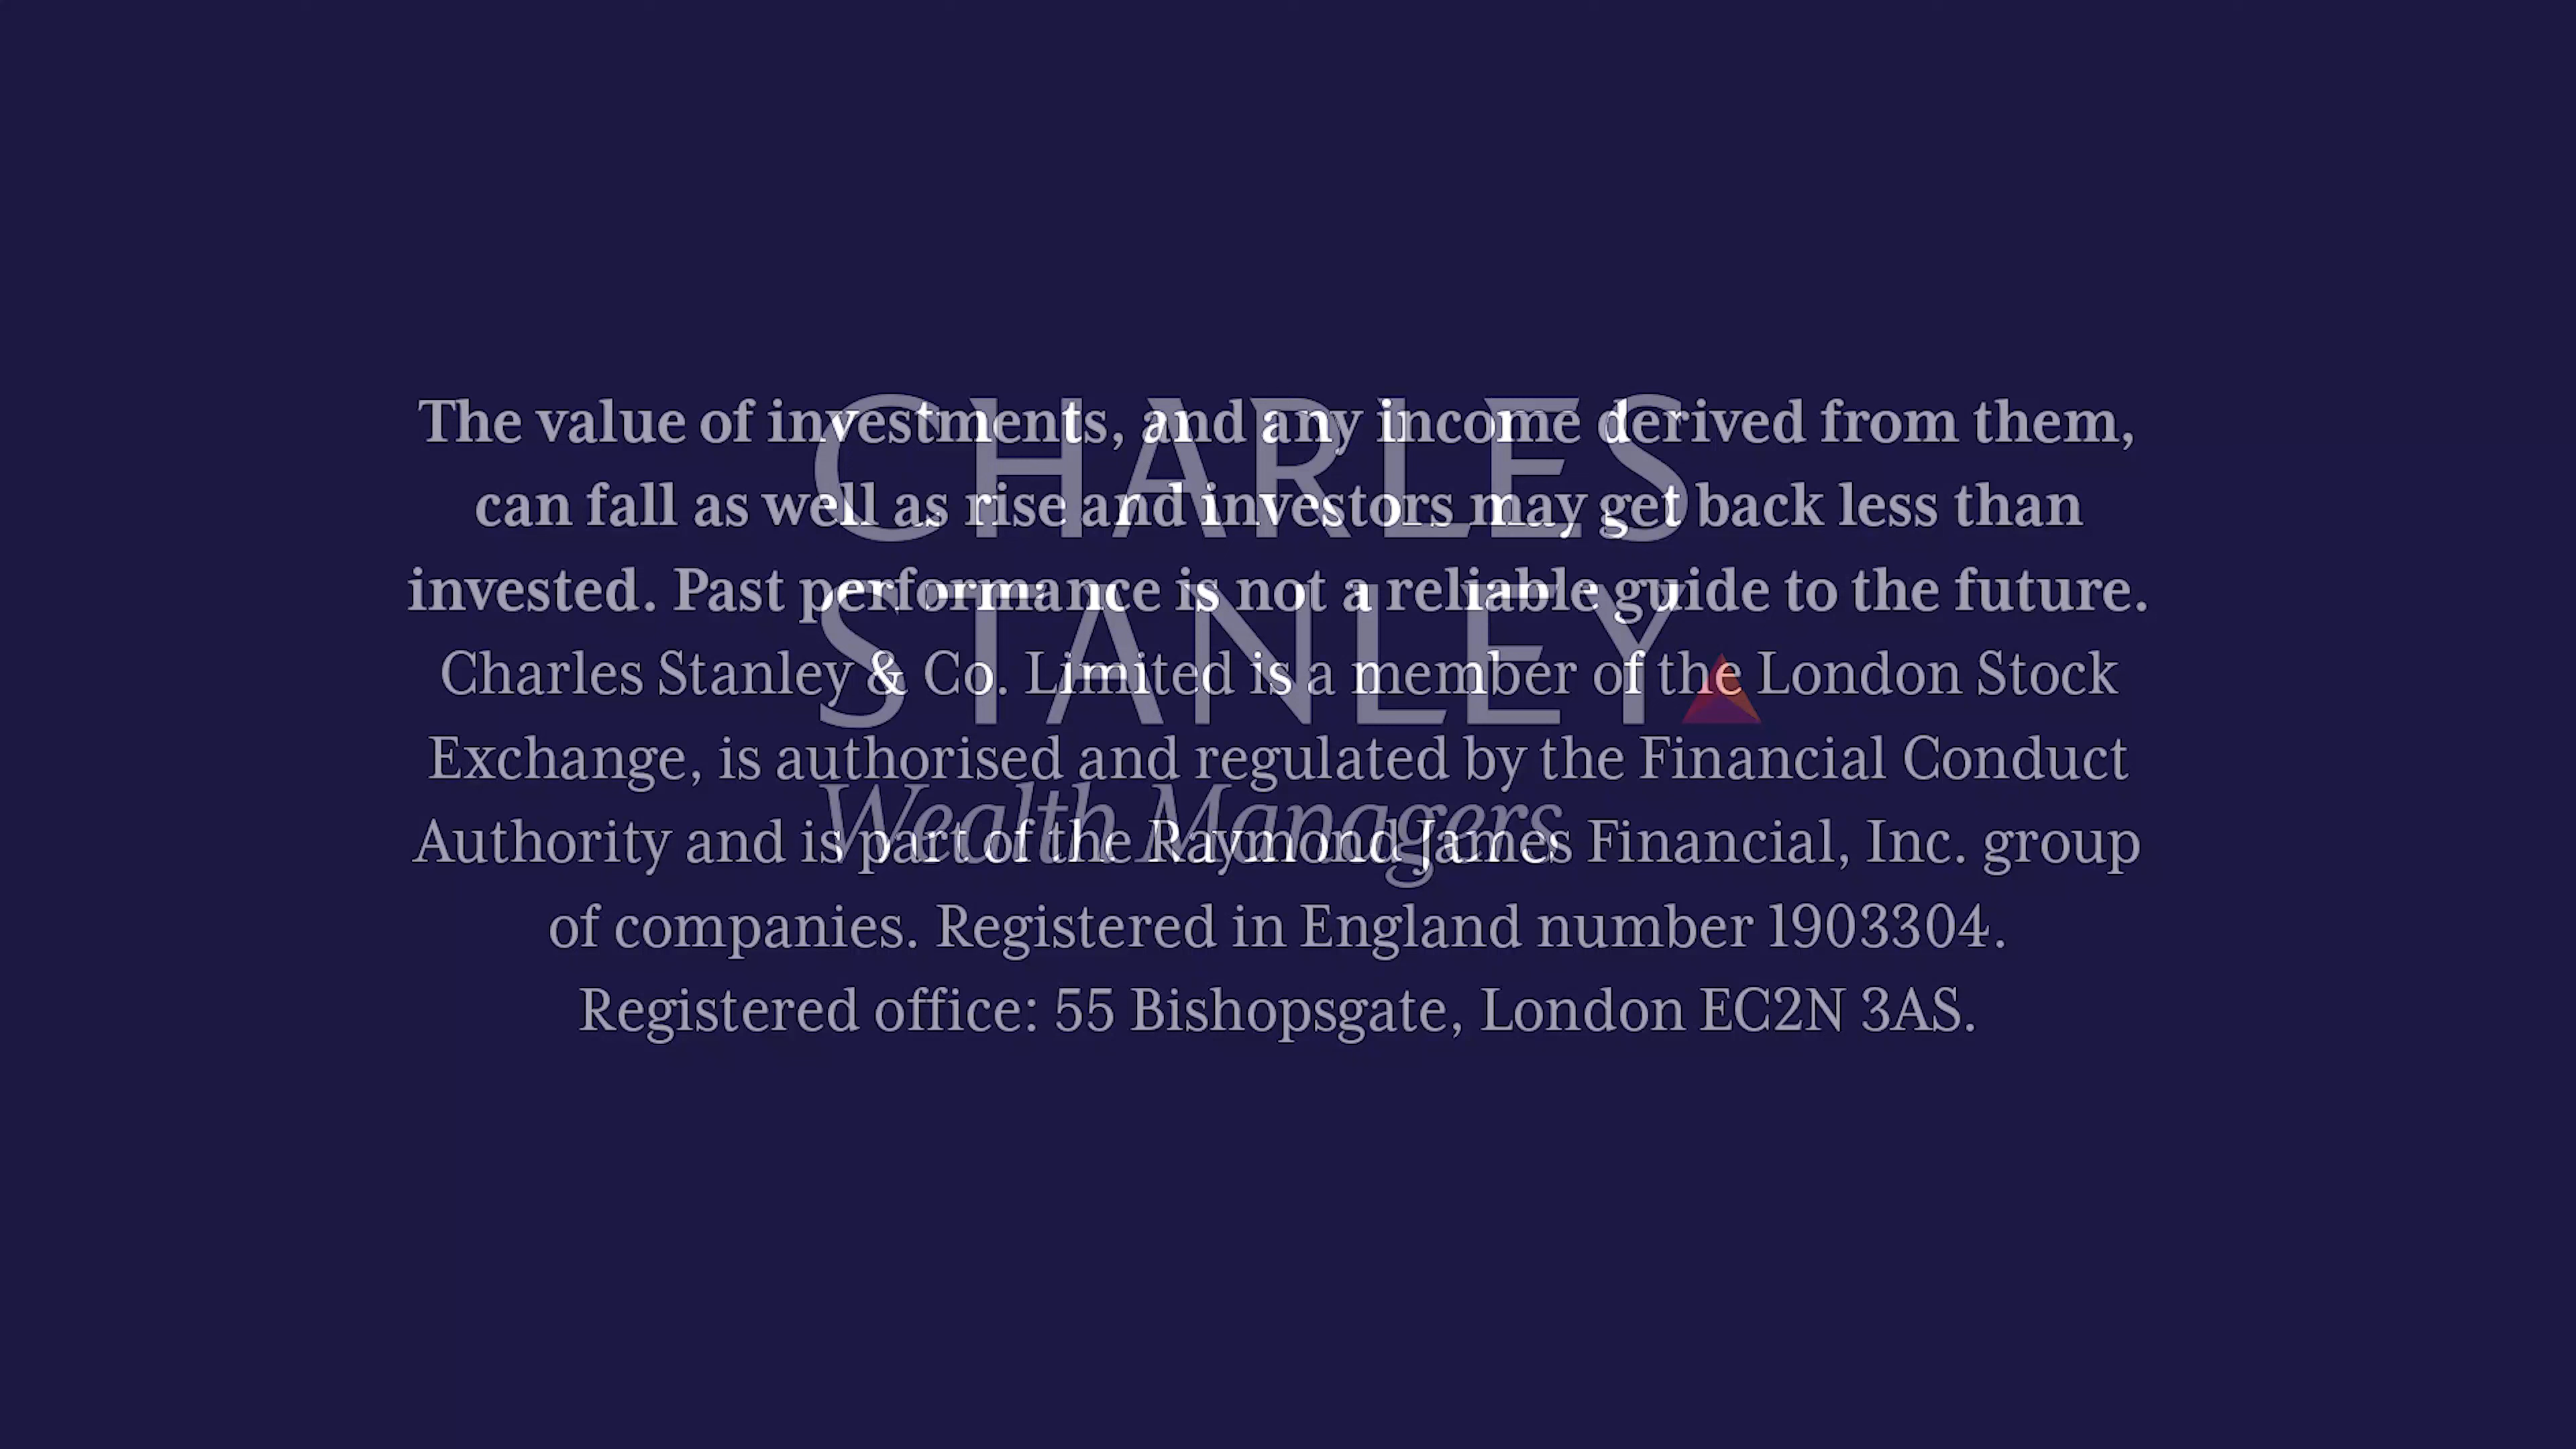 The value of investments, and any income derived from them,
can fall as well as rise and investors may get back less than
invested. Past performance is not a reliable guide to the future.
Charles Stanley & Co. Limited is a member of the London Stock
Exchange, is authorised and regulated by the Financial Conduct
Authority and is part of the Raymond James Financial, Inc. group
of companies. Registered in England number 1903304.
Registered office: 55 Bishopsgate, London EC2N 3AS.
CHARLES
STANLEY
Wealth Managers